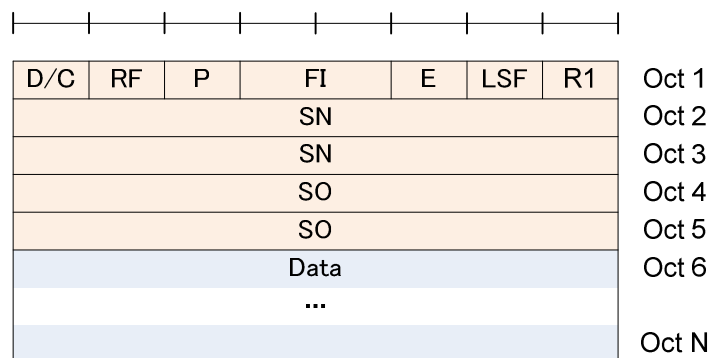 D/C RF P FI E LSF R1 Oct 1
SN Oct 2
SN Oct 3
SO Oct 4
SO Oct 5
Data Oct 6
...
Oct N